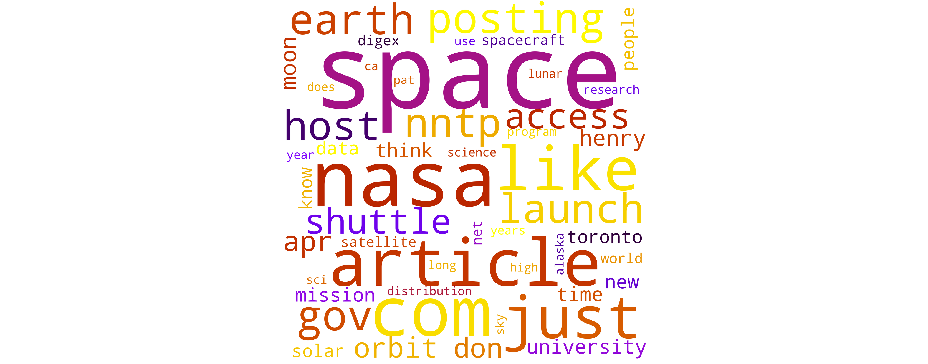 earth posting
people
moon
digex use spacecraft
space
ca pat lunar
does research
host nntp access
program henry
year data think science
know nasa like
launch
shuttle
net years
apr satellite alaska toronto
article
long high world
sci new
mission distribution time
gov com just
sky
solar orbit don university